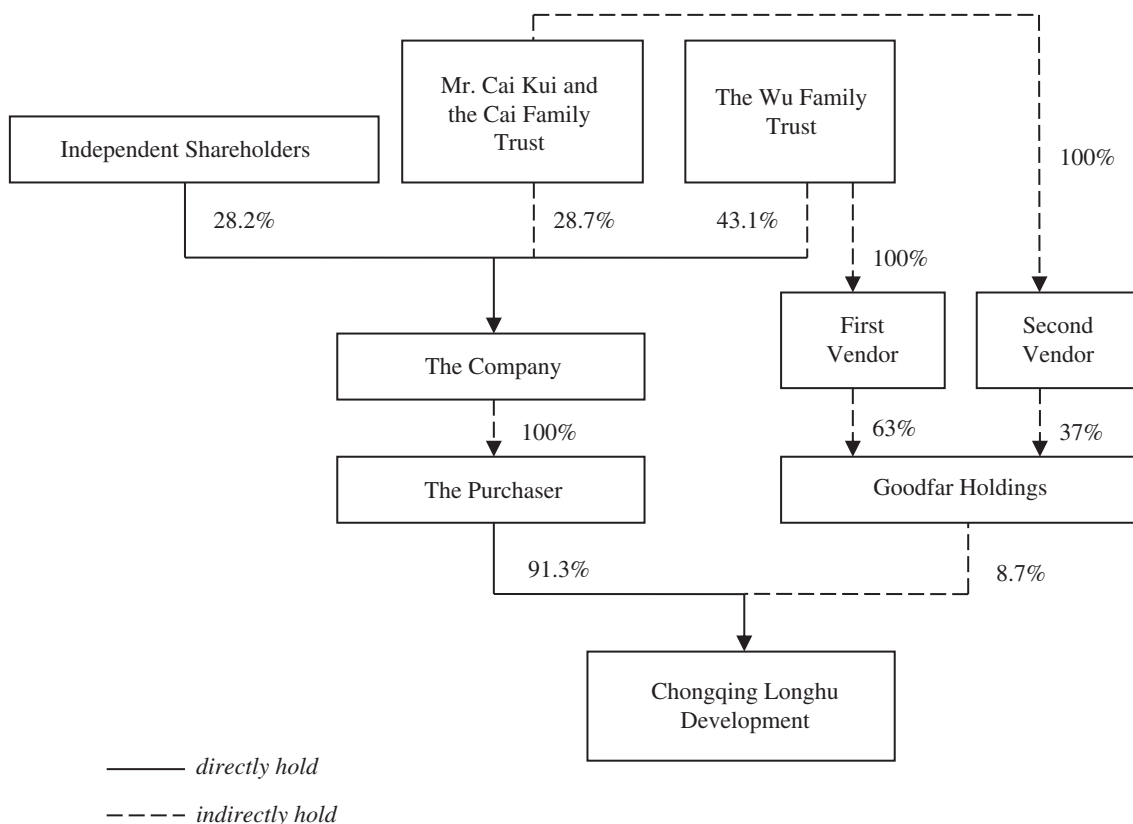 Mr. Cai Kui and
the Cai Family
Trust
The Wu Family
Trust
Independent Shareholders
100%
28.2%
28.7%
43.1%
100%
First
Vendor
Second
Vendor
The Company
100%
63%
37%
The Purchaser
Goodfar Holdings
91.3%
8.7%
Chongqing Longhu
Development
directly hold
indirectly hold